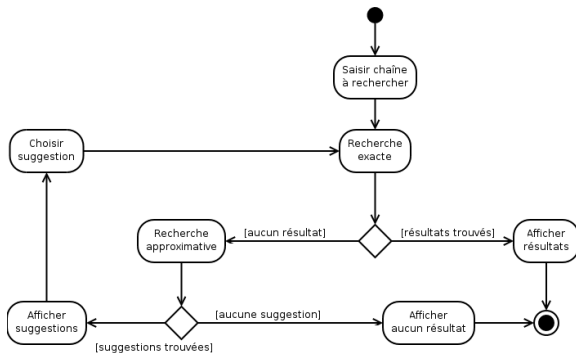 Saisir chaîne
à rechercher
Choisir
suggestion
Recherche
exacte
Recherche
approximative
[aucun résultat]
[résultats trouvés]
Afficher
résultats
Afficher
suggestions
[aucune suggestion]
Afficher
aucun résultat
[suggestions trouvées]